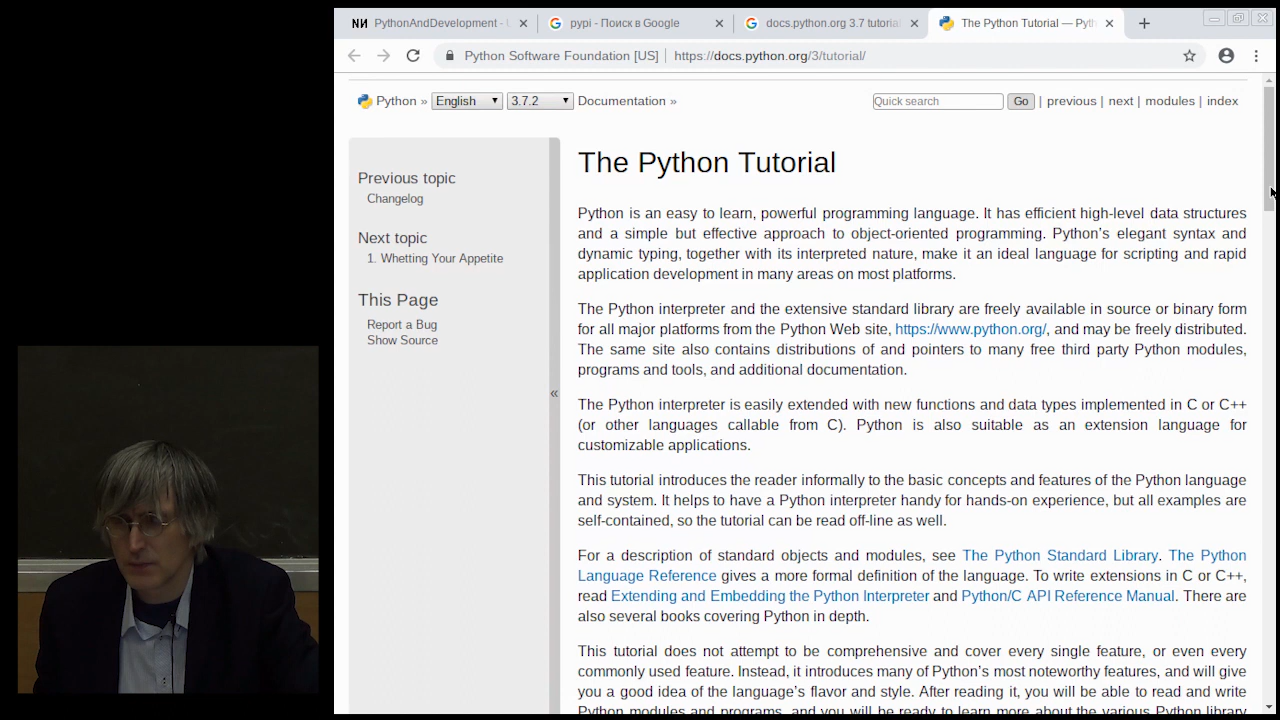 PythonAndDevelopment -
pypi - Поиск в Google
docs.python.org 3.7 tutoria
The Python Tutorial — Pyth
Python Software Foundation [US] https://docs.python.org/3/tutorial/
Python » English 3.7.2 Documentation » Quick search Go | previous | next | modules | index
Previous topic
Changelog
Next topic
1. Whetting Your Appetite
This Page
Report a Bug
Show Source
«
The Python Tutorial
Python is an easy to learn, powerful programming language. It has efficient high-level data structures
and a simple but effective approach to object-oriented programming. Python’s elegant syntax and
dynamic typing, together with its interpreted nature, make it an ideal language for scripting and rapid
application development in many areas on most platforms.
The Python interpreter and the extensive standard library are freely available in source or binary form
for all major platforms from the Python Web site, https://www.python.org/, and may be freely distributed.
The same site also contains distributions of and pointers to many free third party Python modules,
programs and tools, and additional documentation.
The Python interpreter is easily extended with new functions and data types implemented in C or C++
(or other languages callable from C). Python is also suitable as an extension language for
customizable applications.
This tutorial introduces the reader informally to the basic concepts and features of the Python language
and system. It helps to have a Python interpreter handy for hands-on experience, but all examples are
self-contained, so the tutorial can be read off-line as well.
For a description of standard objects and modules, see The Python Standard Library. The Python
Language Reference gives a more formal definition of the language. To write extensions in C or C++,
read Extending and Embedding the Python Interpreter and Python/C API Reference Manual. There are
also several books covering Python in depth.
This tutorial does not attempt to be comprehensive and cover every single feature, or even every
commonly used feature. Instead, it introduces many of Python’s most noteworthy features, and will give
you a good idea of the language’s flavor and style. After reading it, you will be able to read and write
Python modules and programs, and you will be ready to learn more about the various Python library